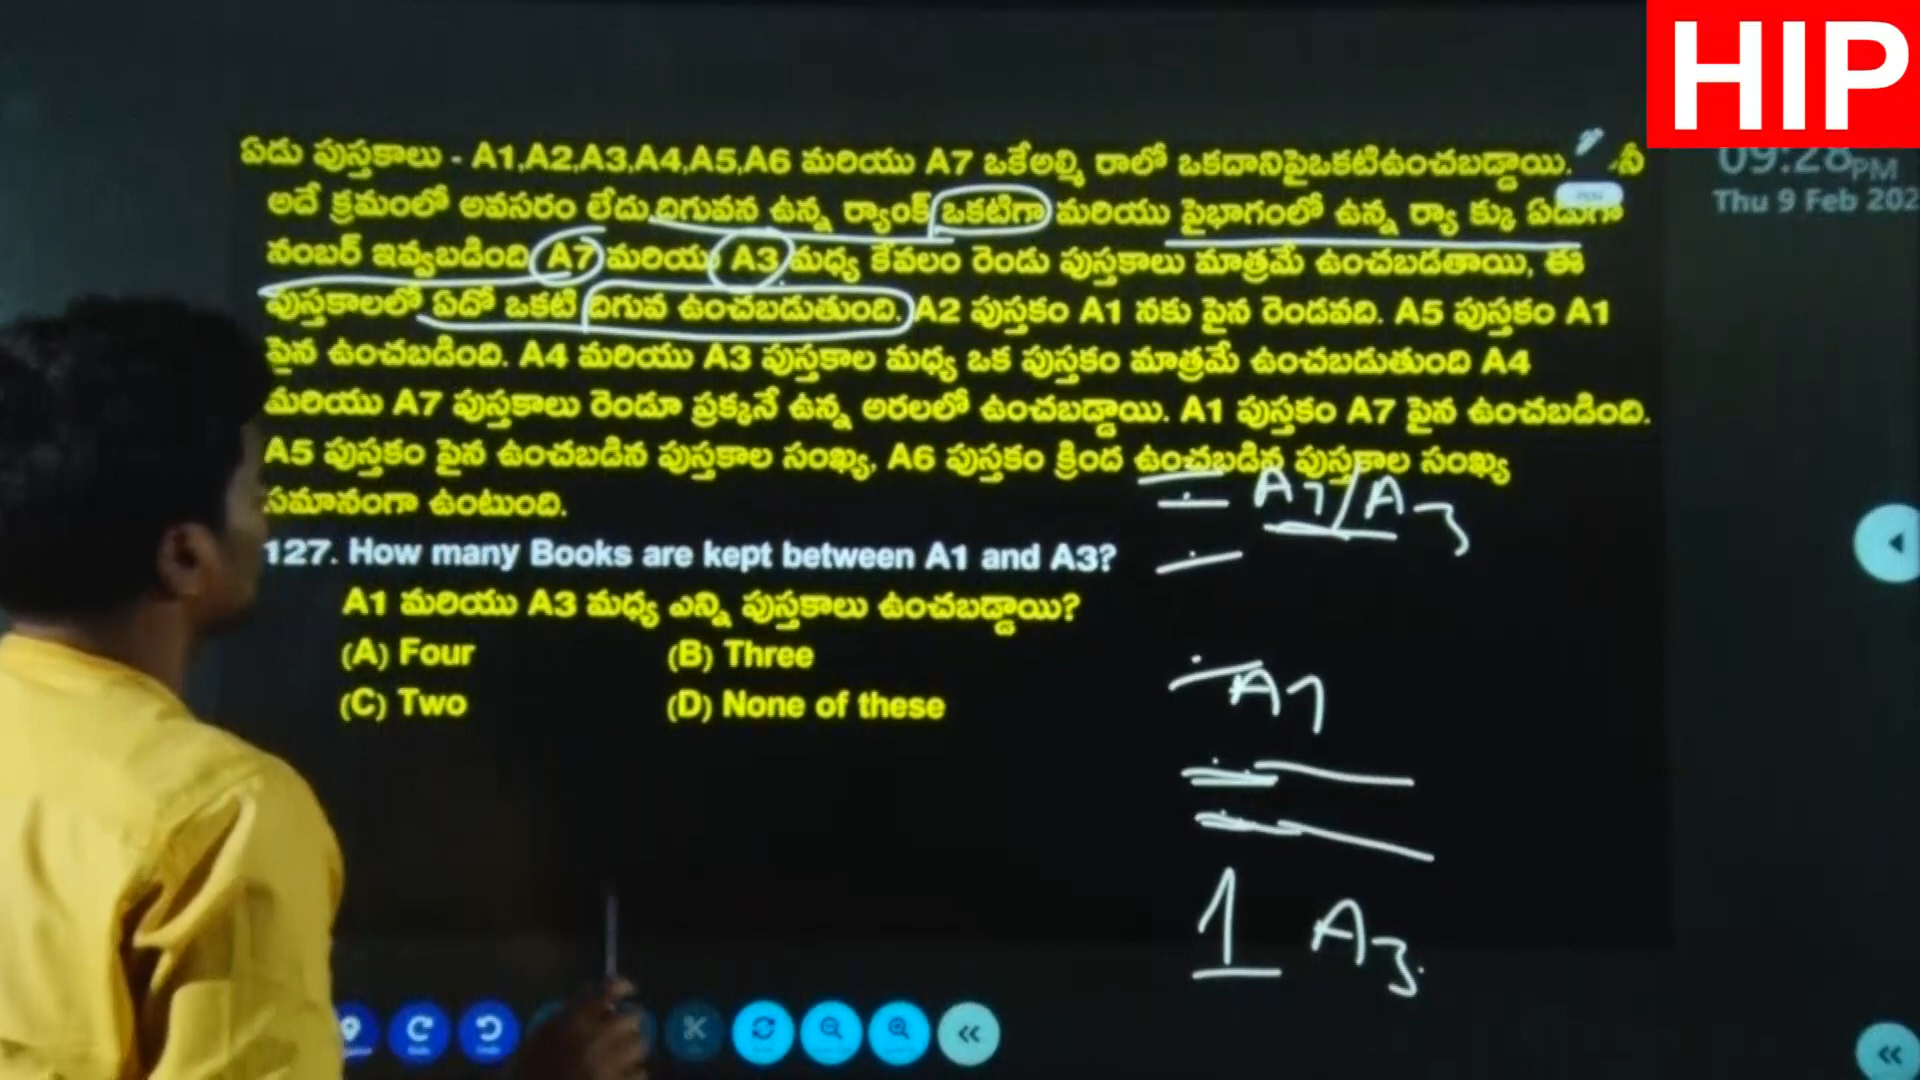 HIP
09:28PM
Thu 9 Feb 202
ఏడు పుస్తకాలు - A1,A2,A3,A4,A5,A6 మరియు A7 ఒకేఅల్మి రాలో ఒకదానిపైఒకటిఉంచబడ్డాయి. నీ
అదే క్రమంలో అవసరం లేదు,దిగువన ఉన్న ర్యాంక్ ఒకటిగా మరియు పైభాగంలో ఉన్న ర్యా క్కు ఏడుగా
నంబర్ ఇవ్వబడింది A7 మరియు A3 మధ్య కేవలం రెండు పుస్తకాలు మాత్రమే ఉంచబడతాయి, ఈ
పుస్తకాలలో ఏదో ఒకటి దిగువ ఉంచబడుతుంది. A2 పుస్తకం A1 నకు పైన రెండవది. A5 పుస్తకం A1
పైన ఉంచబడింది. A4 మరియు A3 పుస్తకాల మధ్య ఒక పుస్తకం మాత్రమే ఉంచబడుతుంది A4
మరియు A7 పుస్తకాలు రెండూ ప్రక్కనే ఉన్న అరలలో ఉంచబడ్డాయి. A1 పుస్తకం A7 పైన ఉంచబడింది.
A5 పుస్తకం పైన ఉంచబడిన పుస్తకాల సంఖ్య, A6 పుస్తకం క్రింద ఉంచబడిన పుస్తకాల సంఖ్య
సమానంగా ఉంటుంది.
A7/A3
127. How many Books are kept between A1 and A3?
A1 మరియు A3 మధ్య ఎన్ని పుస్తకాలు ఉంచబడ్డాయి?
(A) Four (B) Three
(C) Two (D) None of these
A7
1 A3